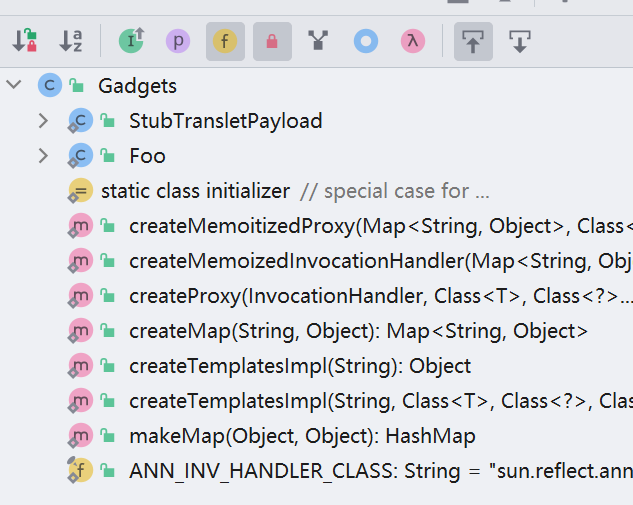 Gadgets
StubTransletPayload
Foo
static class initializer // special case for ...
createMemoitizedProxy(Map<String, Object>, Class<
createMemoizedInvocationHandler(Map<String, Obj
createProxy(InvocationHandler, Class<T>, Class<?>...
createMap(String, Object): Map<String, Object>
createTemplatesImpl(String): Object
createTemplatesImpl(String, Class<T>, Class<?>, Clas
makeMap(Object, Object): HashMap
ANN_INV_HANDLER_CLASS: String = "sun.reflect.ann